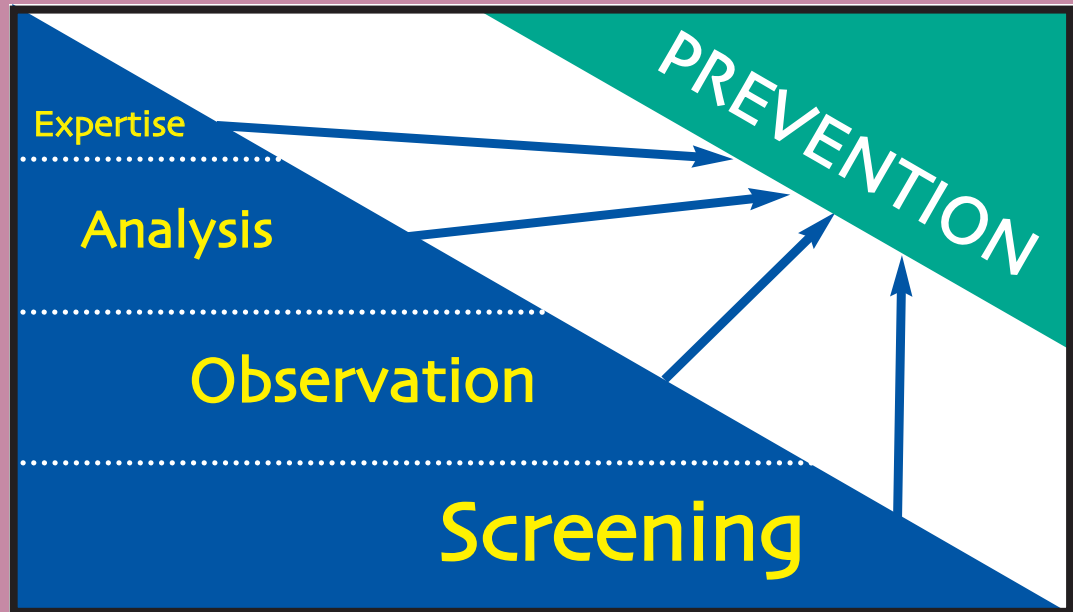 PREVENTION
Expertise
Analysis
Observation
Screening